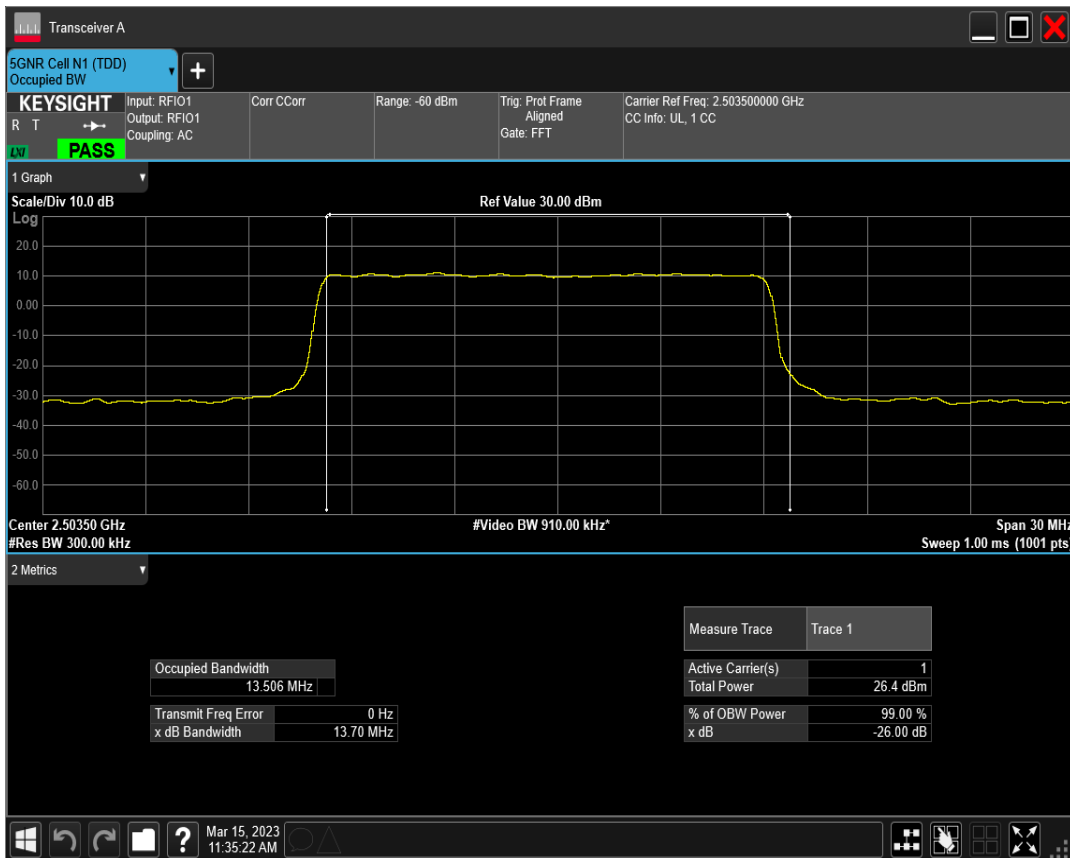 Transceiver A
5GNR Cell N1 (TDD)
Occupied BW
+
KEYSIGHT
R T
LXI
PASS
Input: RFIO1
Output: RFIO1
Coupling: AC
Corr CCorr
Range: -60 dBm
Trig: Prot Frame
Aligned
Gate: FFT
Carrier Ref Freq: 2.503500000 GHz
CC Info: UL, 1 CC
1 Graph
Scale/Div 10.0 dB
Ref Value 30.00 dBm
Log
20.0
10.0
0.00
-10.0
-20.0
-30.0
-40.0
-50.0
-60.0
Center 2.50350 GHz
#Video BW 910.00 kHz*
Span 30 MHz
#Res BW 300.00 kHz
Sweep 1.00 ms (1001 pts)
2 Metrics
Measure Trace Trace 1
Occupied Bandwidth
13.506 MHz
Active Carrier(s) 1
Total Power 26.4 dBm
Transmit Freq Error 0 Hz
x dB Bandwidth 13.70 MHz
% of OBW Power 99.00 %
x dB -26.00 dB
?
Mar 15, 2023
11:35:22 AM